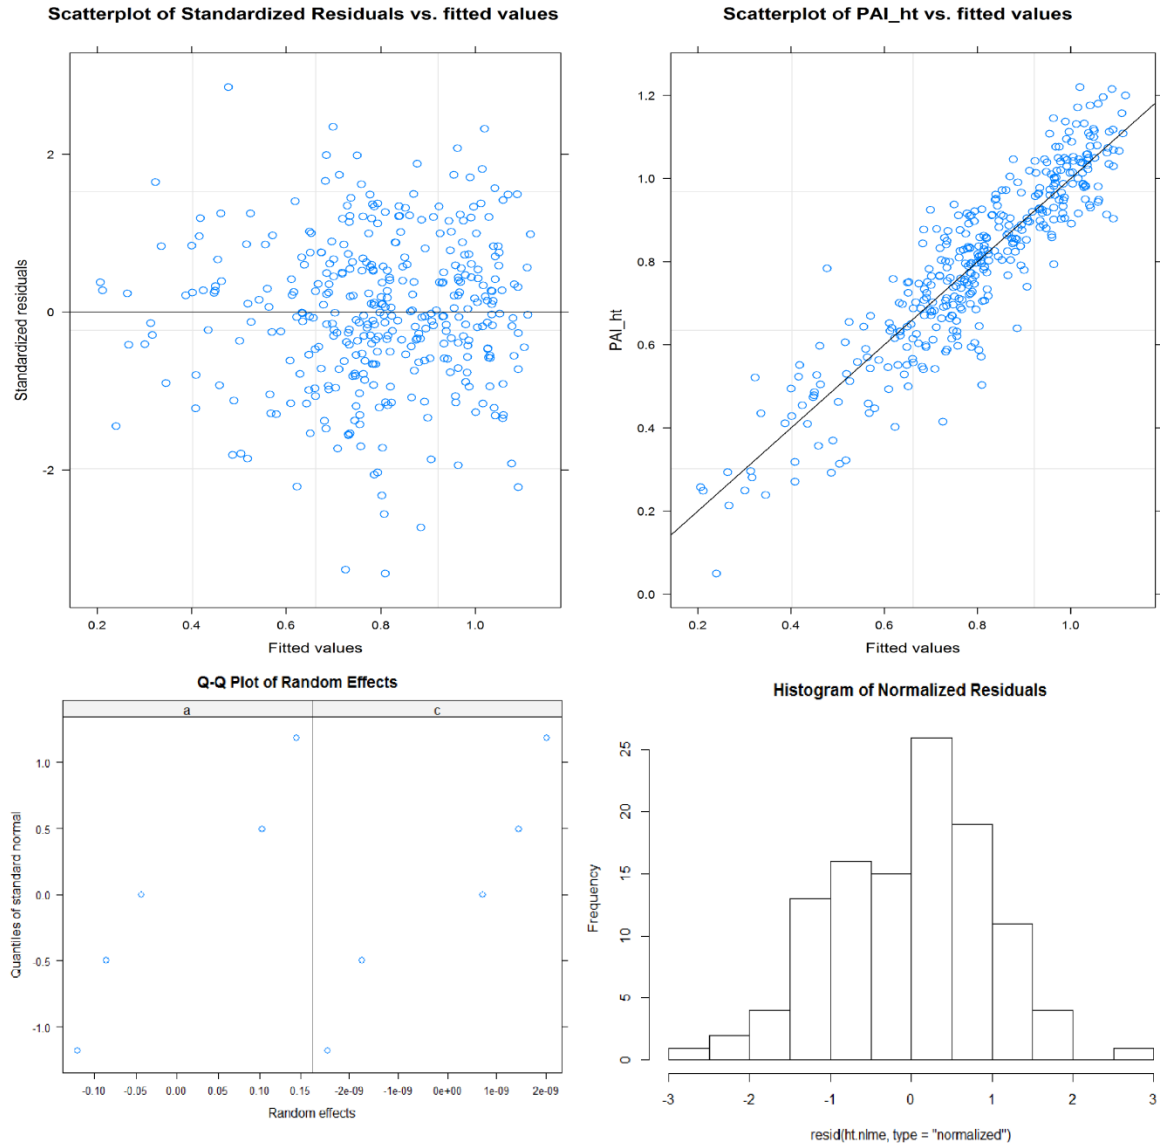 Scatterplot of Standardized Residuals vs. fitted values
Standardized residuals
2
0
-2
0.2 0.4 0.6 0.8 1.0
Fitted values
Scatterplot of PAI_ht vs. fitted values
PAI_ht
1.2
1.0
0.8
0.6
0.4
0.2
0.0
0.2 0.4 0.6 0.8 1.0
Fitted values
Q-Q Plot of Random Effects
a c
Quantiles of standard normal
1.0
0.5
0.0
-0.5
-1.0
-0.10 -0.05 0.00 0.05 0.10 0.15 -2e-09 -1e-09 0e+00 1e-09 2e-09
Random effects
Histogram of Normalized Residuals
Frequency
25
20
15
10
5
0
-3 -2 -1 0 1 2 3
resid(ht.nlme, type = "normalized")